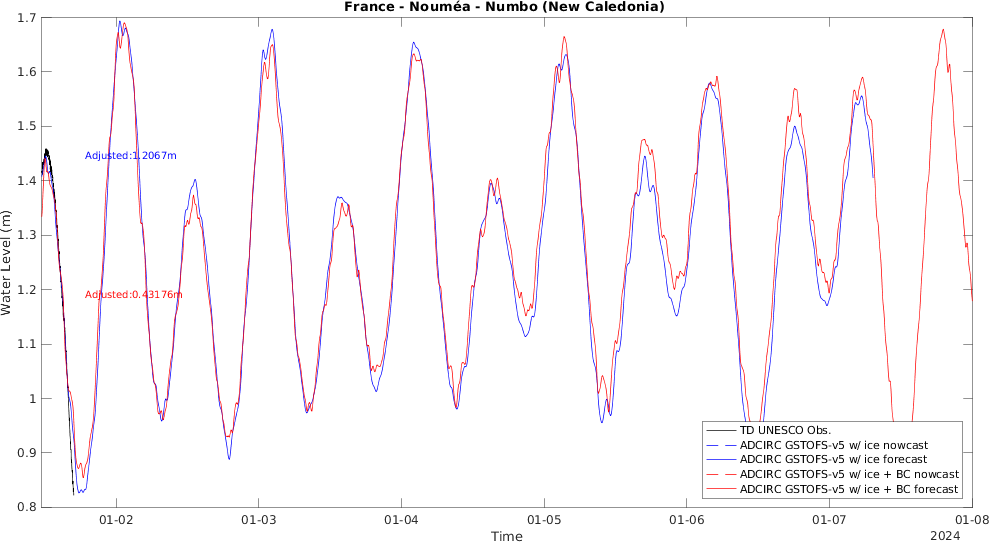 France - Nouméa - Numbo (New Caledonia)
1.7
1.6
1.5
1.4
1.3
1.2
1.1
1
0.9
0.8
Water Level (m)
Adjusted:1.2067m
Adjusted:0.43176m
TD UNESCO Obs.
ADCIRC GSTOFS-v5 w/ ice nowcast
ADCIRC GSTOFS-v5 w/ ice forecast
ADCIRC GSTOFS-v5 w/ ice + BC nowcast
ADCIRC GSTOFS-v5 w/ ice + BC forecast
01-02 01-03 01-04 01-05 01-06 01-07 01-08
Time
2024